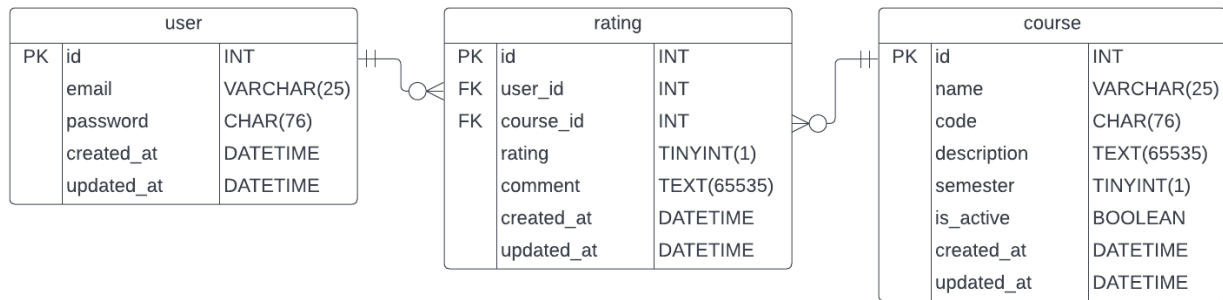 user
PK id INT
email VARCHAR(25)
password CHAR(76)
created_at DATETIME
updated_at DATETIME
rating
PK id INT
FK user_id INT
FK course_id INT
rating TINYINT(1)
comment TEXT(65535)
created_at DATETIME
updated_at DATETIME
course
PK id INT
name VARCHAR(25)
code CHAR(76)
description TEXT(65535)
semester TINYINT(1)
is_active BOOLEAN
created_at DATETIME
updated_at DATETIME